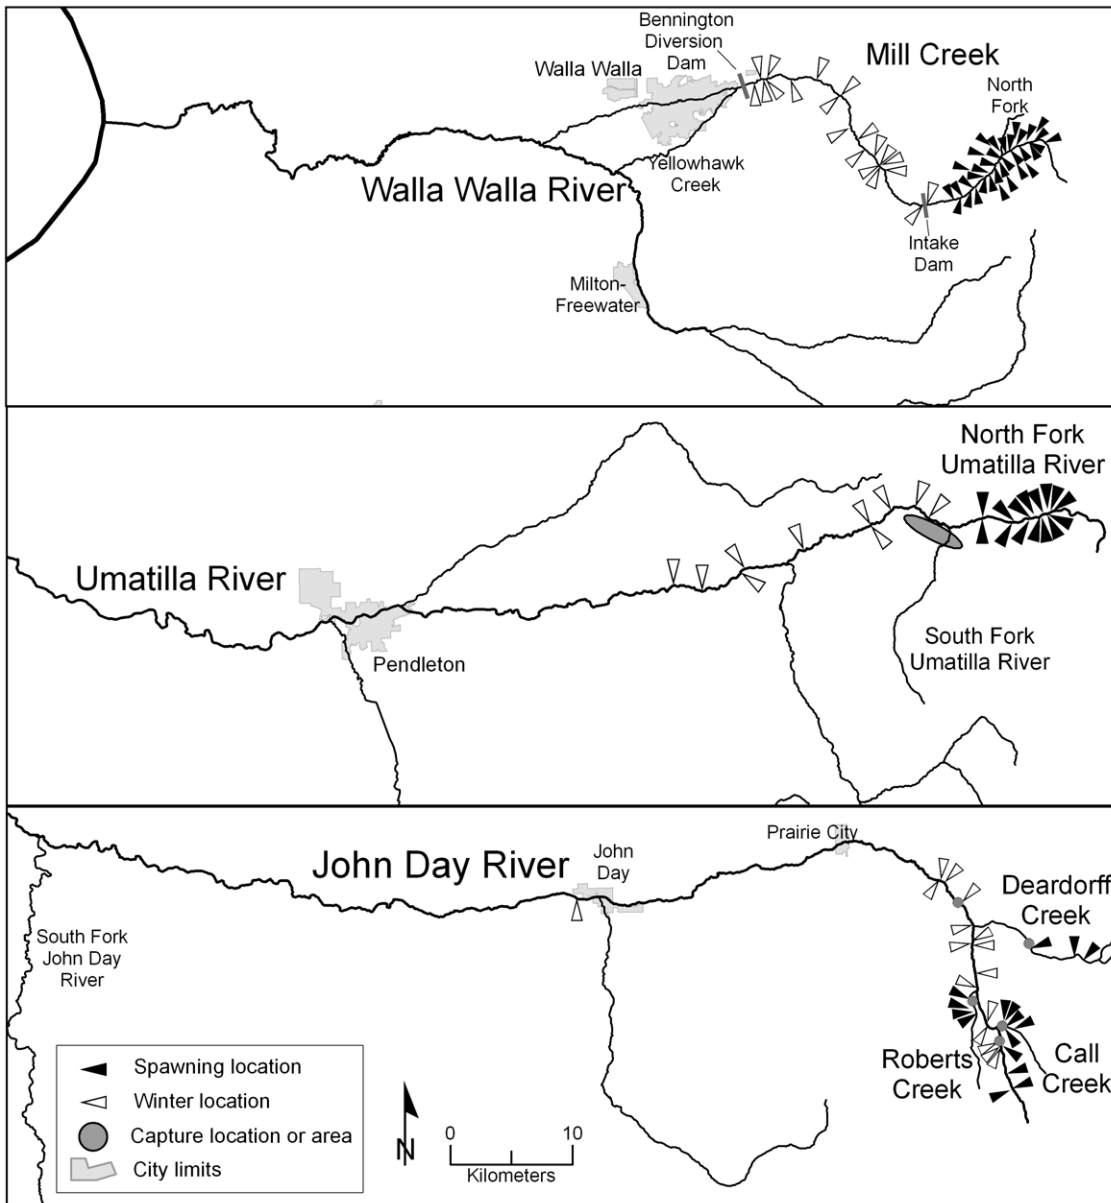 Bennington
Diversion
Dam
Mill Creek
Walla Walla
North
Fork
Yellowhawk
Creek
Walla Walla River
Intake
Dam
Milton-
Freewater
North Fork
Umatilla River
Umatilla River
South Fork
Umatilla River
Pendleton
Prairie City
John Day River
John
Day
Deardorff
Creek
South Fork
John Day
River
Roberts
Creek
Call
Creek
Spawning location
Winter location
Capture location or area
City limits
N
0 10
Kilometers